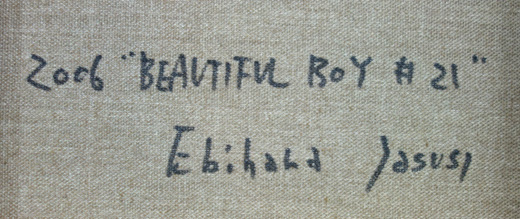 2006 "BEAUTIFUL BOY # 21"
Ebihara Yasusi